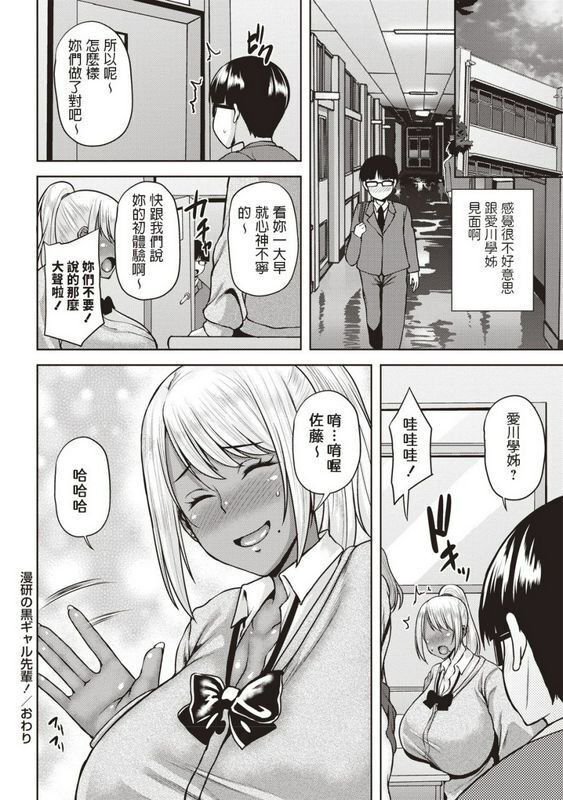 感覺很不好意思
跟愛川學姊
見面啊
所以呢～
怎麼樣
妳們做了對吧～
看妳一大早
就心神不寧
的～
快跟我們說
妳的初體驗啊～
妳們不要！
說的那麼
大聲啦！
愛川學姊？
哇哇哇！
唷…唷喔
佐藤～
哈哈哈
漫研の黒ギャル先輩！／おわり